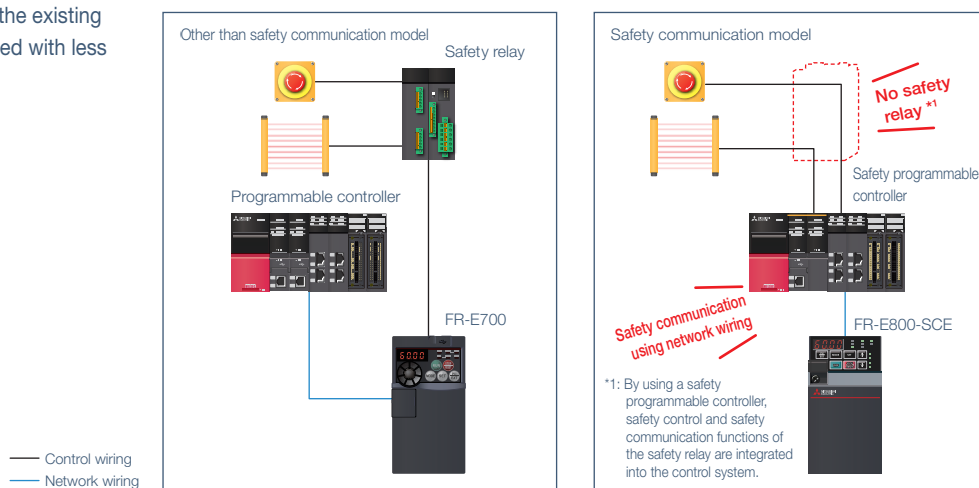 the existing
ed with less
Other than safety communication model
Safety relay
Programmable controller
FR-E700
6000
Control wiring
Network wiring
Safety communication model
No safety
relay *1
Safety programmable
controller
Safety communication
using network wiring
FR-E800-SCE
6000
*1: By using a safety
programmable controller,
safety control and safety
communication functions of
the safety relay are integrated
into the control system.